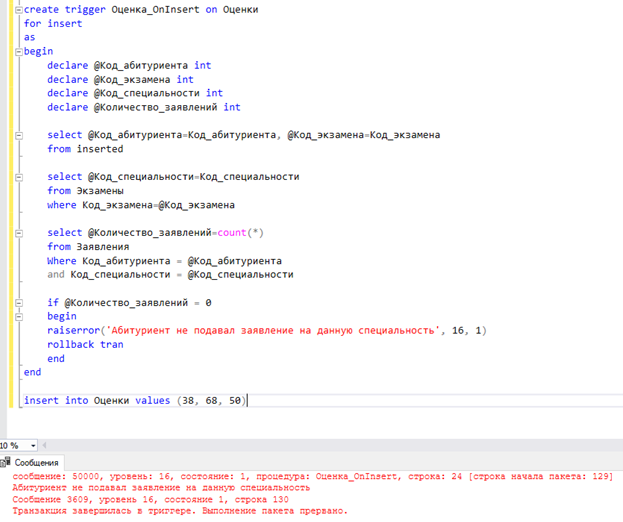 create trigger Оценка_OnInsert on Оценки
for insert
as
begin
declare @Код_абитуриента int
declare @Код_экзамена int
declare @Код_специальности int
declare @Количество_заявлений int
select @Код_абитуриента=Код_абитуриента, @Код_экзамена=Код_экзамена
from inserted
select @Код_специальности=Код_специальности
from Экзамены
where Код_экзамена=@Код_экзамена
select @Количество_заявлений=count(*)
from Заявления
Where Код_абитуриента = @Код_абитуриента
and Код_специальности = @Код_специальности
if @Количество_заявлений = 0
begin
raiserror('Абитуриент не подавал заявление на данную специальность', 16, 1)
rollback tran
end
end
insert into Оценки values (38, 68, 50)
10 %
Сообщения
сообщение: 50000, уровень: 16, состояние: 1, процедура: Оценка_OnInsert, строка: 24 [строка начала пакета: 129]
Абитуриент не подавал заявление на данную специальность
Сообщение 3609, уровень 16, состояние 1, строка 130
Транзакция завершилась в триггере. Выполнение пакета прервано.